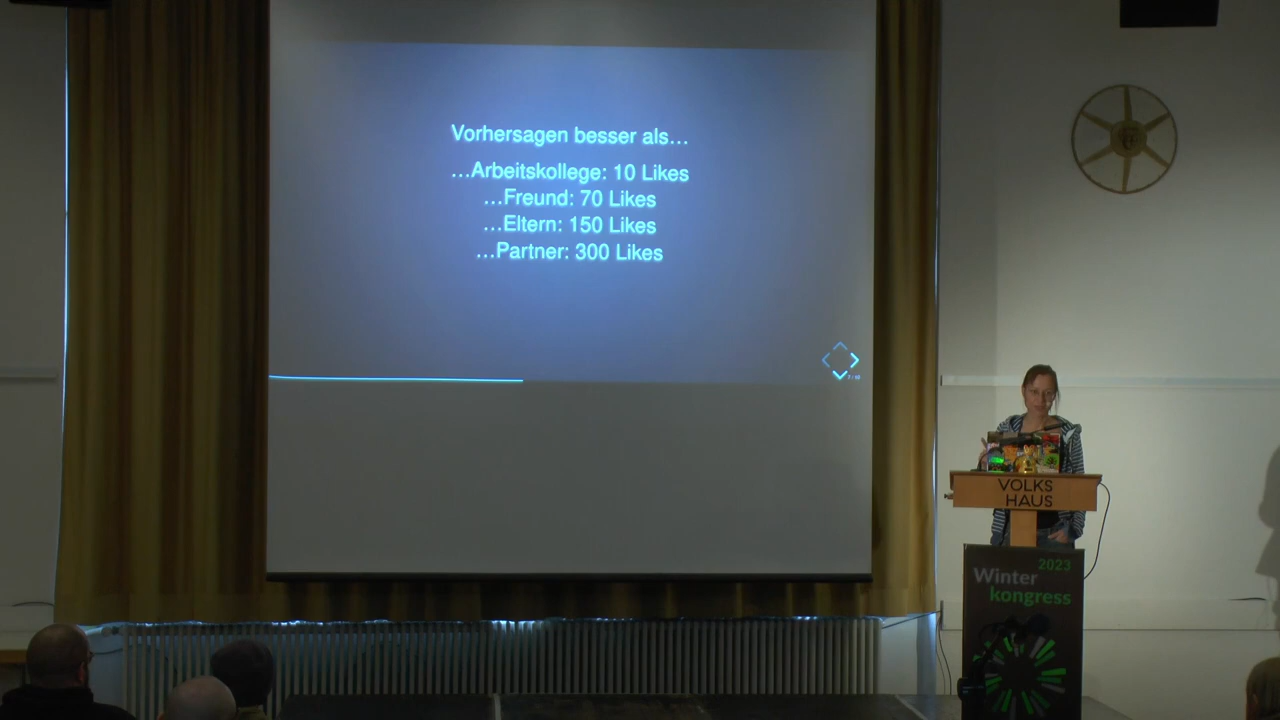 Vorhersagen besser als…
…Arbeitskollege: 10 Likes
…Freund: 70 Likes
…Eltern: 150 Likes
…Partner: 300 Likes
VOLKS
HAUS
2023
Winter
kongress